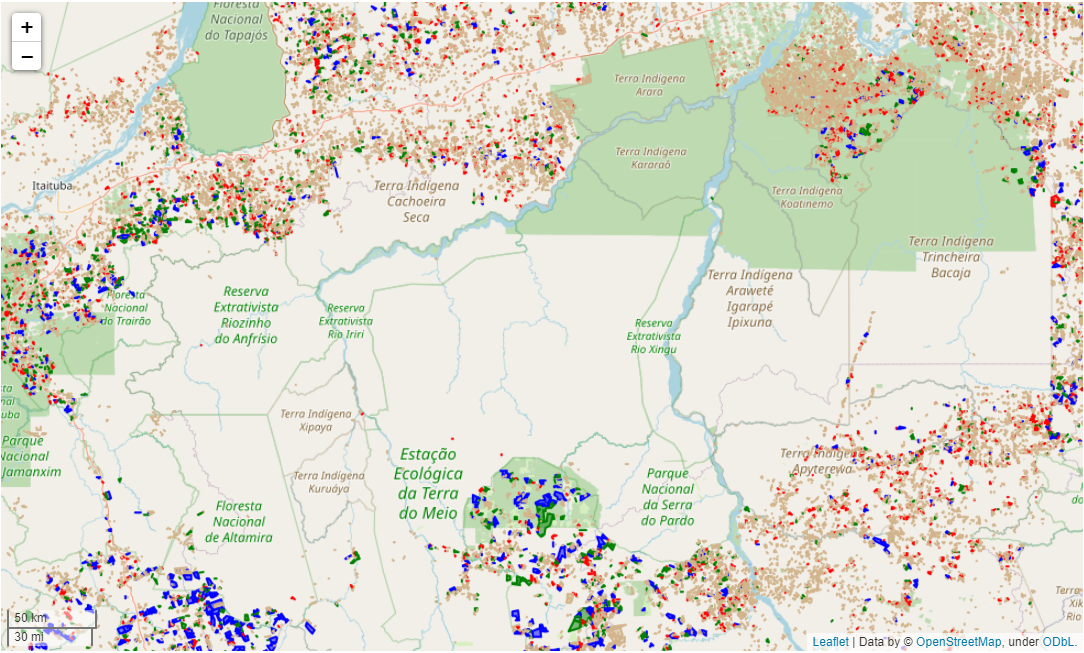 Floresta
Nacional
do Tapajós
+
−
Terra Indígena
Arara
Terra Indígena
Kararaô
Itaituba
Terra Indígena
Cachoeira
Seca
Terra Indígena
Koatinemo
Terra Indígena
Trincheira
Bacaja
Terra Indígena
Araweté
Igarapé
Ipixuna
Floresta
Nacional
do Trairão
Reserva
Extrativista
Riozinho
do Anfrísio
Reserva
Extrativista
Rio Iriri
Reserva
Extrativista
Rio Xingu
Terra Indígena
Xipaya
Parque
Nacional
Jamanxim
Estação
Ecológica
da Terra
do Meio
Terra Indígena
Apyterewa
Terra Indígena
Kuruáya
Parque
Nacional
da Serra
do Pardo
Floresta
Nacional
de Altamira
50 km
30 mi
Leaflet | Data by © OpenStreetMap, under ODbL.